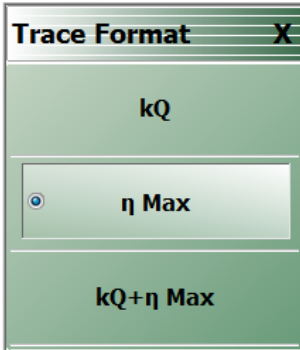 Trace Format X
kQ
η Max
kQ+η Max